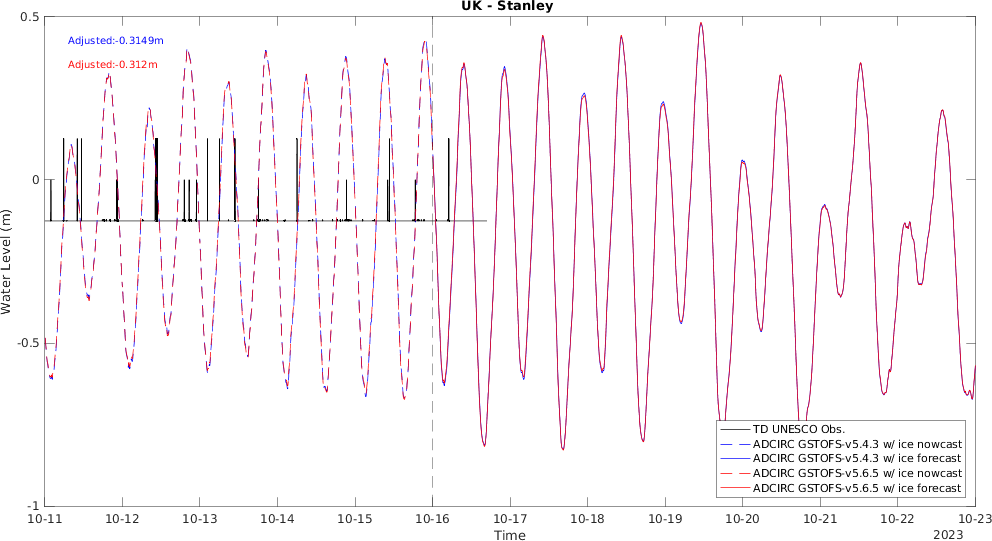 UK - Stanley
Adjusted:-0.3149m
Adjusted:-0.312m
0.5
0
-0.5
-1
Water Level (m)
TD UNESCO Obs.
ADCIRC GSTOFS-v5.4.3 w/ ice nowcast
ADCIRC GSTOFS-v5.4.3 w/ ice forecast
ADCIRC GSTOFS-v5.6.5 w/ ice nowcast
ADCIRC GSTOFS-v5.6.5 w/ ice forecast
10-11 10-12 10-13 10-14 10-15 10-16 10-17 10-18 10-19 10-20 10-21 10-22 10-23
Time
2023